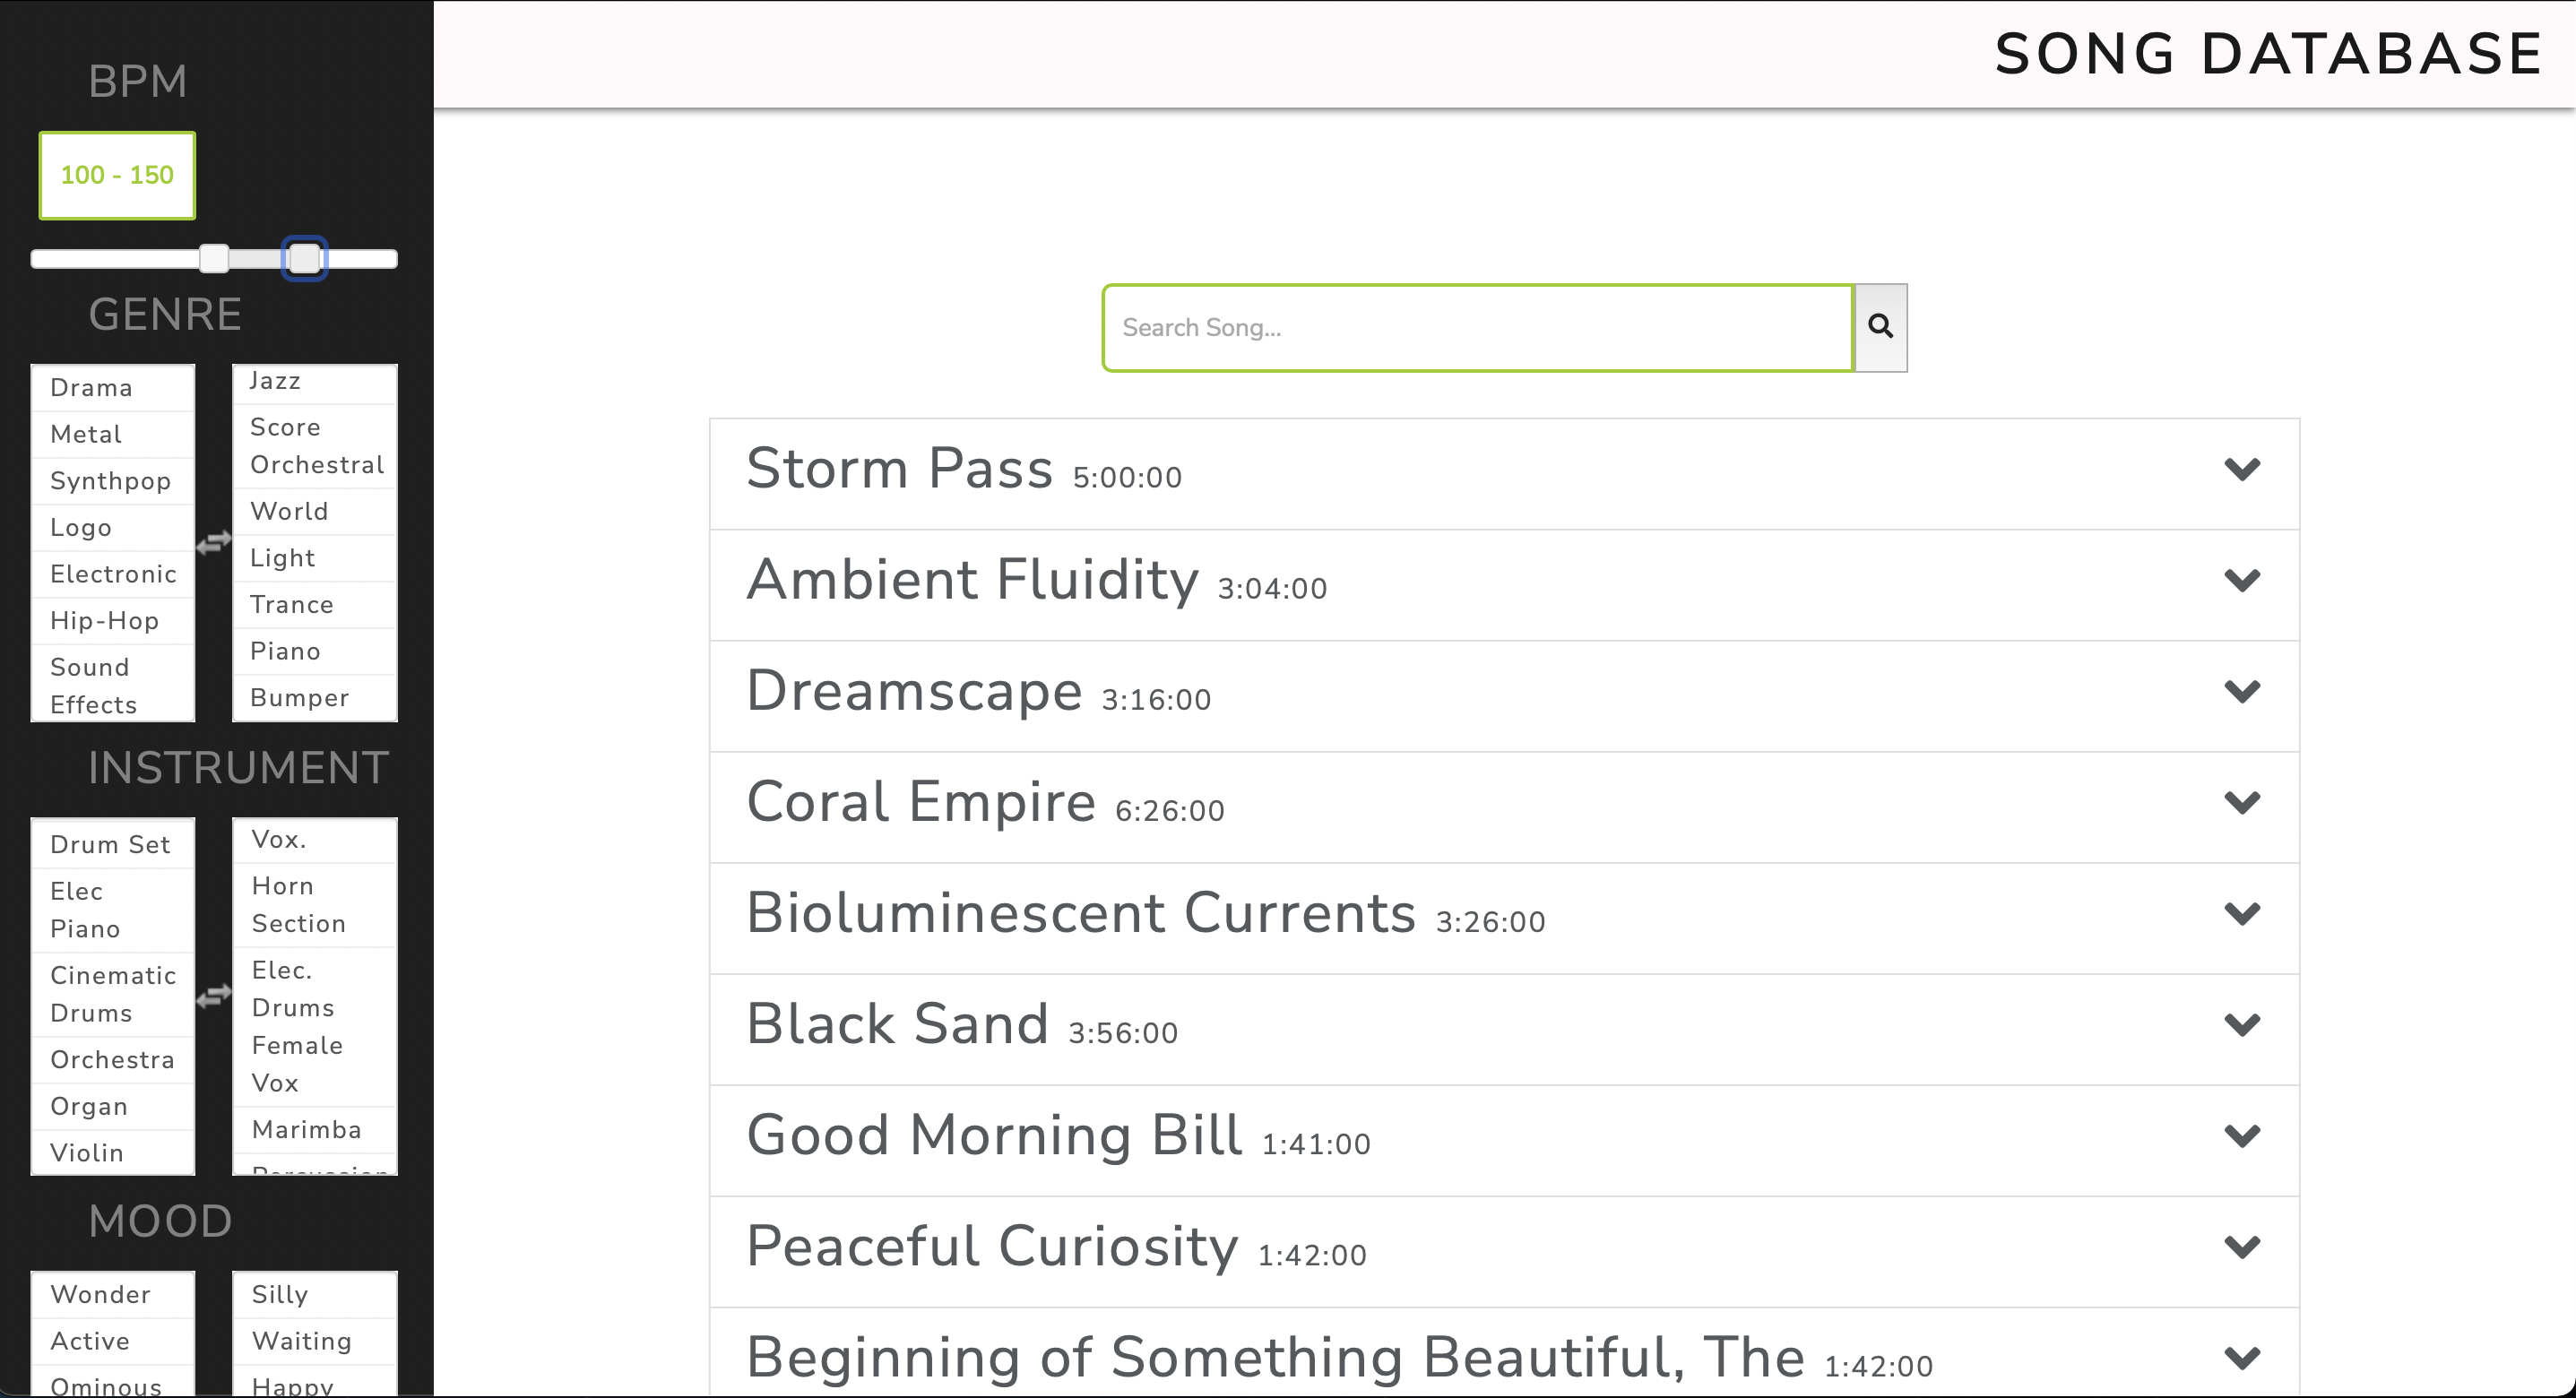 SONG DATABASE
BPM
100 - 150
GENRE
Drama
Metal
Synthpop
Logo
Electronic
Hip-Hop
Sound
Effects
Jazz
Score
Orchestral
World
Light
Trance
Piano
Bumper
INSTRUMENT
Drum Set
Elec
Piano
Cinematic
Drums
Orchestra
Organ
Violin
Vox.
Horn
Section
Elec.
Drums
Female
Vox
Marimba
Percussion
MOOD
Wonder
Active
Ominous
Silly
Waiting
Happy
Search Song...
Storm Pass 5:00:00
Ambient Fluidity 3:04:00
Dreamscape 3:16:00
Coral Empire 6:26:00
Bioluminescent Currents 3:26:00
Black Sand 3:56:00
Good Morning Bill 1:41:00
Peaceful Curiosity 1:42:00
Beginning of Something Beautiful, The 1:42:00